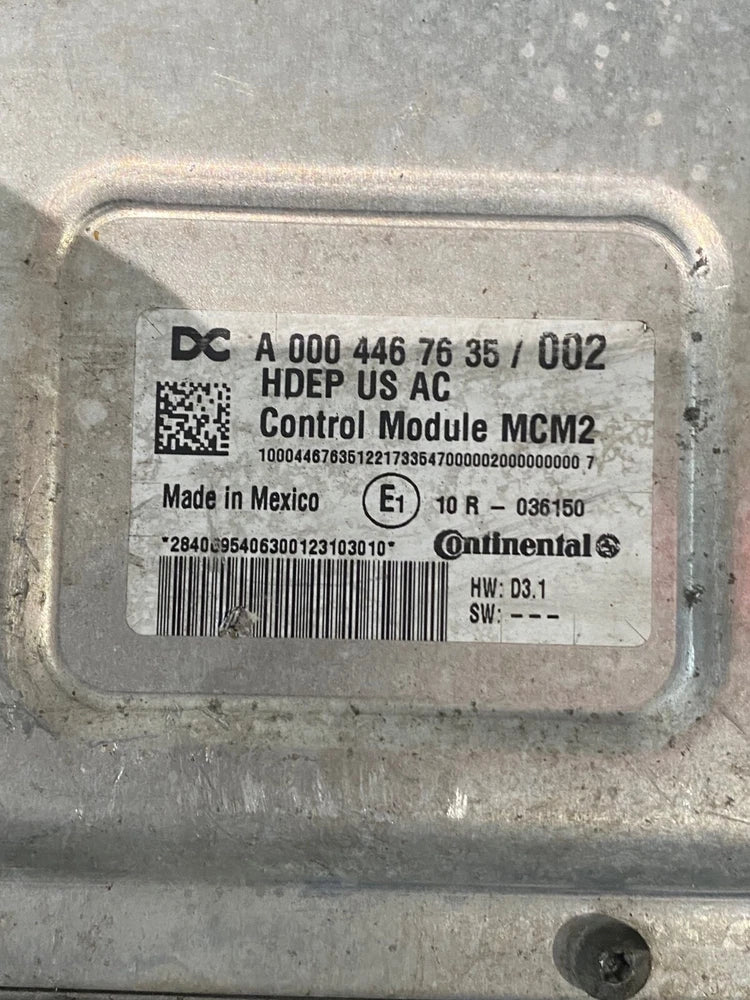 DC A 000 446 76 35 / 002
HDEP US AC
Control Module MCM2
10004467635122173354700000200000000 7
Made in Mexico E1 10 R - 036150
*2840695406300123103010* Continental
HW: D3.1
SW: ---